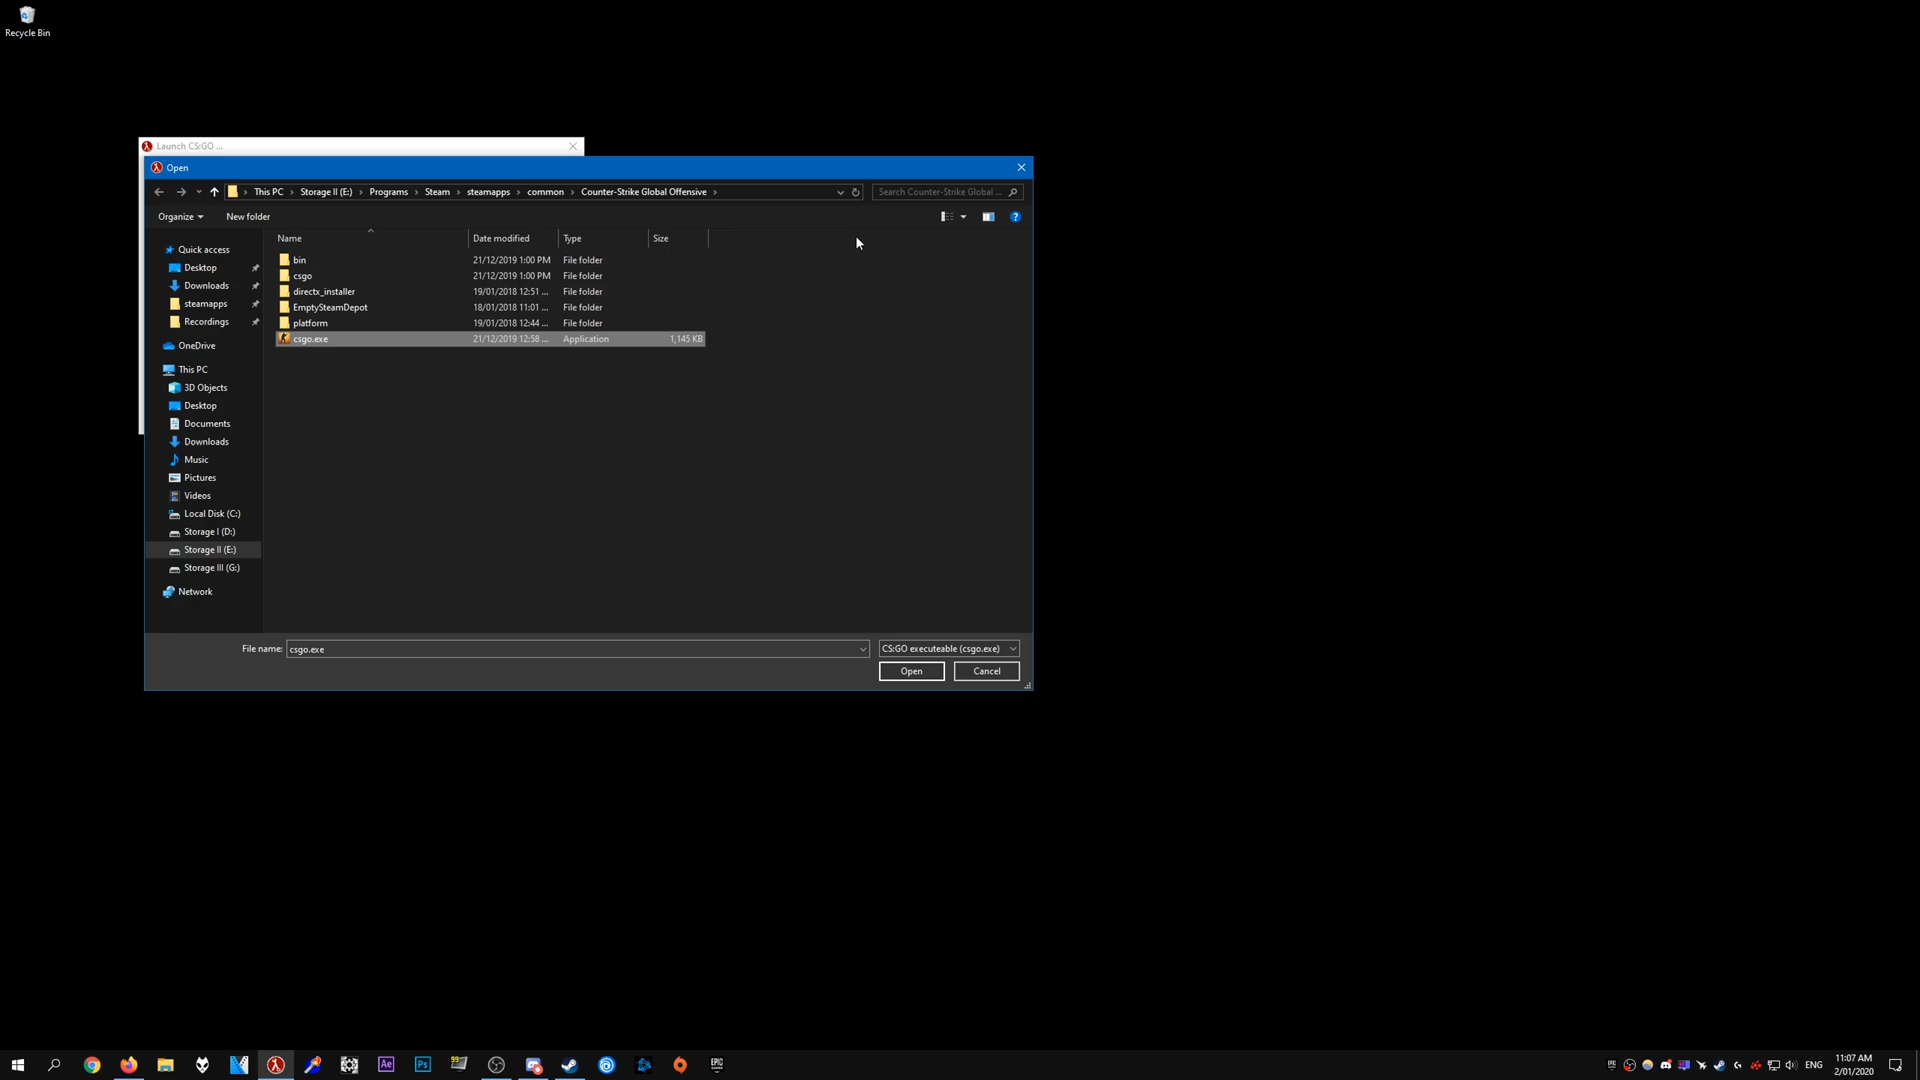 Recycle Bin
Launch CS:GO ...
Open
This PC
Storage II (E:)
Programs
Steam
steamapps
common
Counter-Strike Global Offensive
Search Counter-Strike Global ...
Organize
New folder
Name
Date modified
Type
Size
Quick access
Desktop
Downloads
steamapps
Recordings
OneDrive
This PC
3D Objects
Desktop
Documents
Downloads
Music
Pictures
Videos
Local Disk (C:)
Storage I (D:)
Storage II (E:)
Storage III (G:)
Network
bin 21/12/2019 1:00 PM File folder
csgo 21/12/2019 1:00 PM File folder
directx_installer 19/01/2018 12:51 ... File folder
EmptySteamDepot 18/01/2018 11:01 ... File folder
platform 19/01/2018 12:44 ... File folder
csgo.exe 21/12/2019 12:58 ... Application 1,145 KB
File name: csgo.exe
CS:GO executeable (csgo.exe)
Open
Cancel
Ae
Ps
99
EPIC GAMES
ENG
11:07 AM
2/01/2020